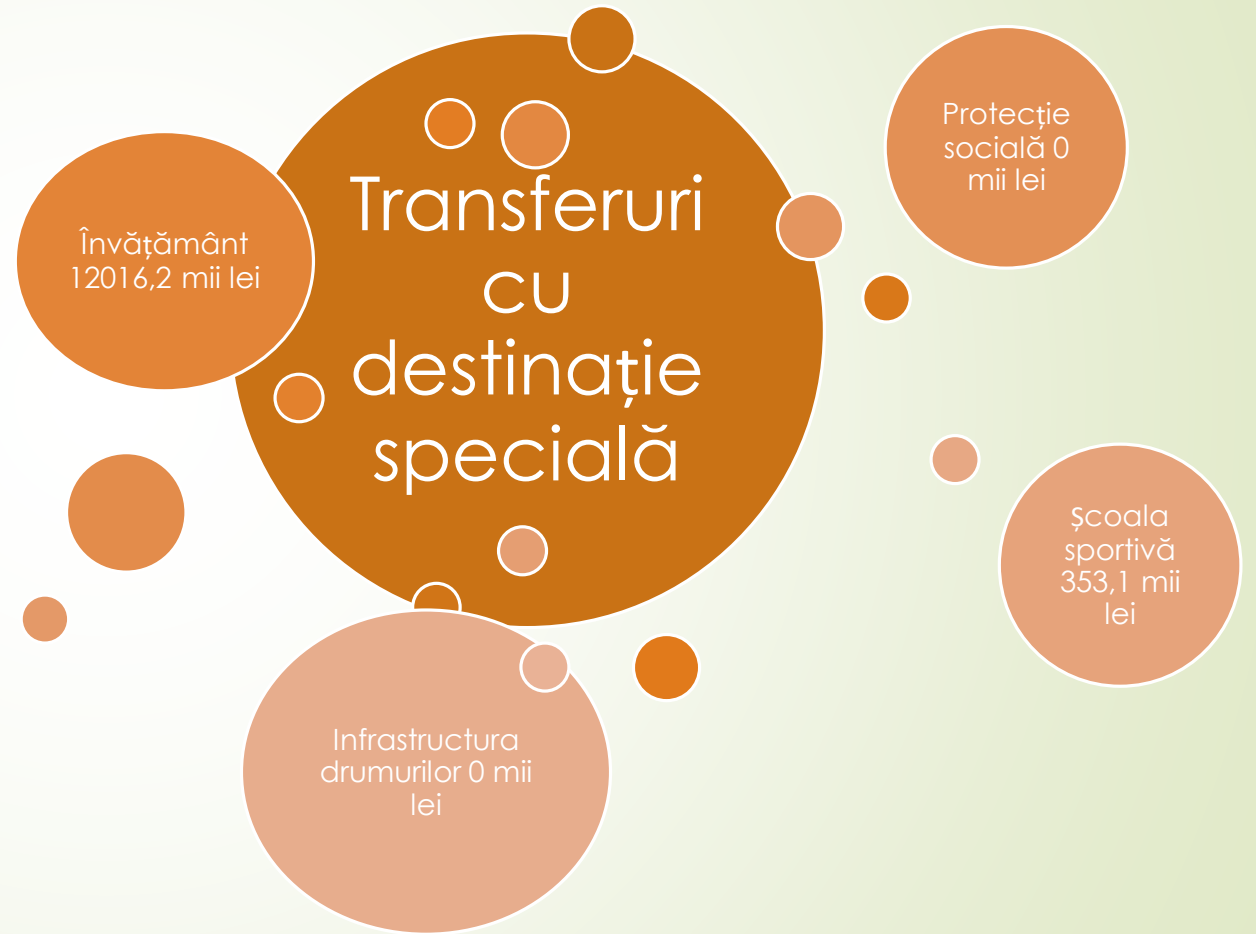 Transferuri
cu
destinație
specială
Învățământ
12016,2 mii lei
Protecție
socială 0
mii lei
Școala
sportivă
353,1 mii
lei
Infrastructura
drumurilor 0 mii
lei